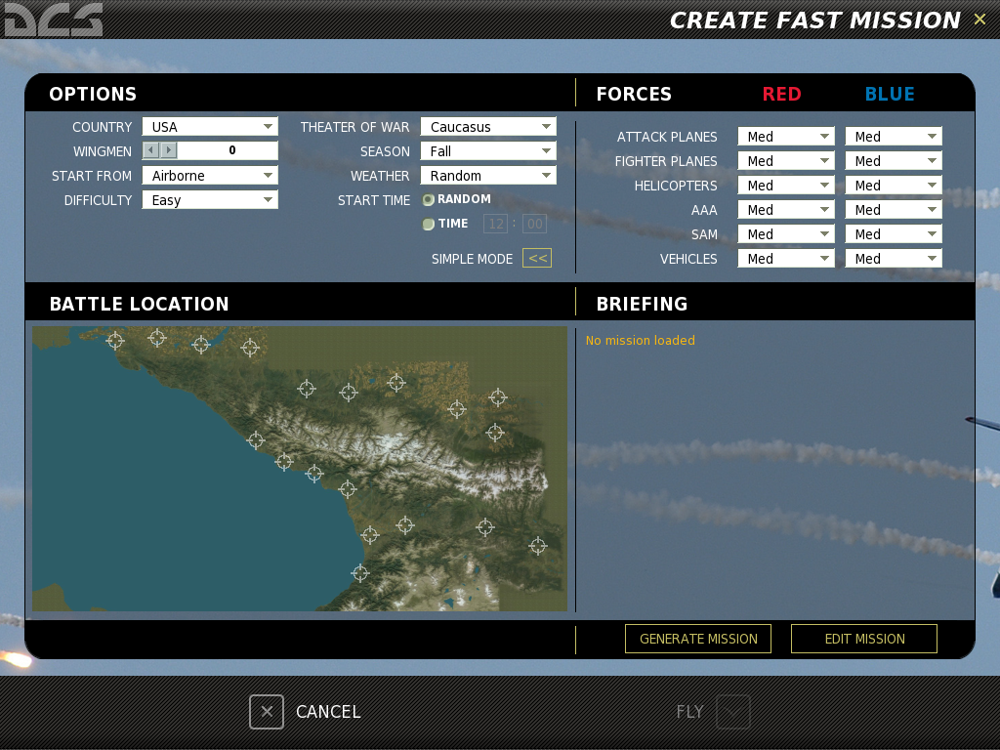 DCS
CREATE FAST MISSION
OPTIONS
COUNTRY USA
WINGMEN 0
START FROM Airborne
DIFFICULTY Easy
THEATER OF WAR Caucasus
SEASON Fall
WEATHER Random
START TIME RANDOM
TIME 12 : 00
SIMPLE MODE <<
FORCES RED BLUE
ATTACK PLANES Med Med
FIGHTER PLANES Med Med
HELICOPTERS Med Med
AAA Med Med
SAM Med Med
VEHICLES Med Med
BATTLE LOCATION
BRIEFING
No mission loaded
GENERATE MISSION EDIT MISSION
CANCEL FLY